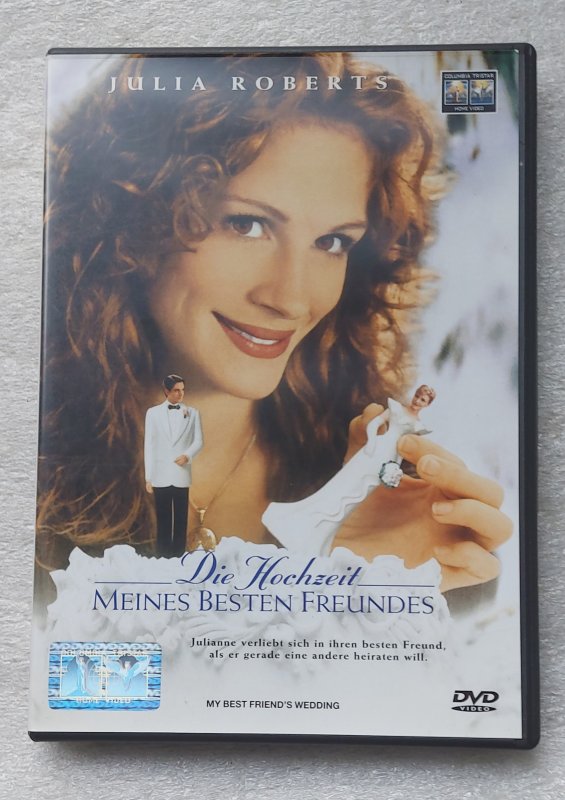 JULIA ROBERTS
COLUMBIA TRISTAR
HOME VIDEO
Die Hochzeit
MEINES BESTEN FREUNDES
Julianne verliebt sich in ihren besten Freund,
als er gerade eine andere heiraten will.
MY BEST FRIEND'S WEDDING
DVD
VIDEO